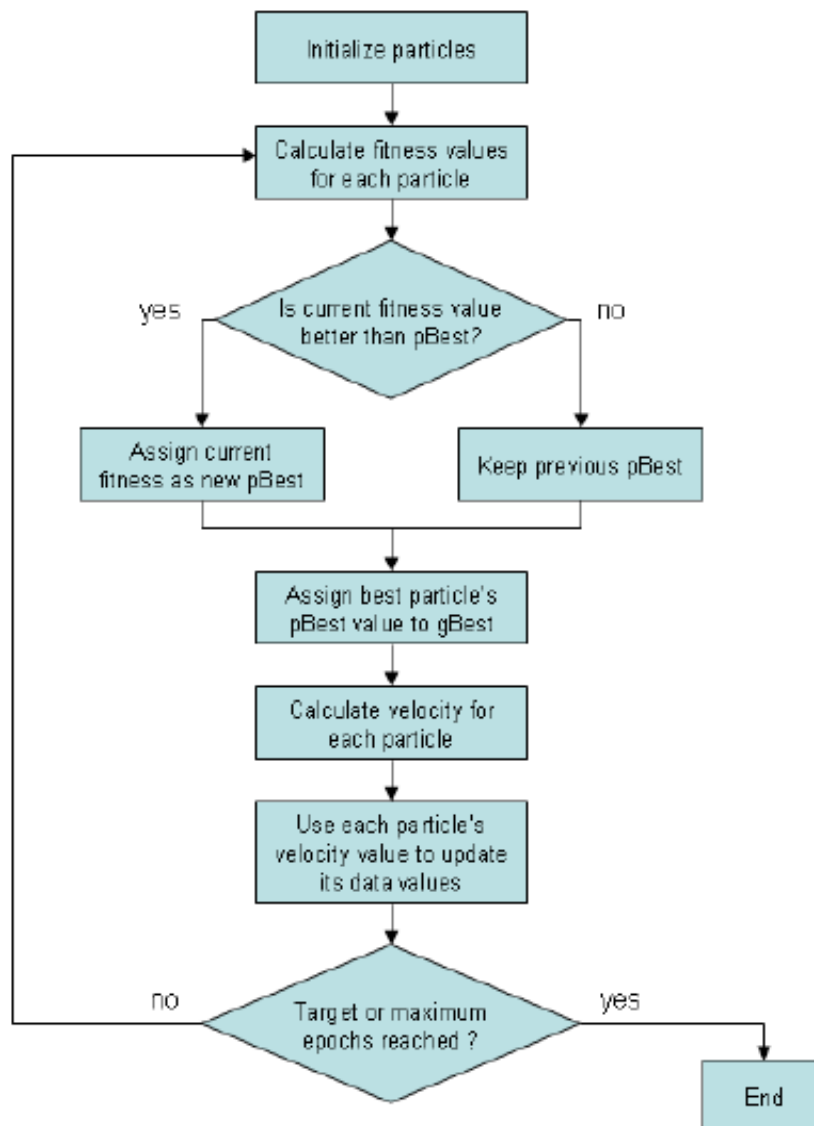 Initialize particles
Calculate fitness values
for each particle
Is current fitness value
better than pBest?
yes
no
Assign current
fitness as new pBest
Keep previous pBest
Assign best particle's
pBest value to gBest
Calculate velocity for
each particle
Use each particle's
velocity value to update
its data values
Target or maximum
epochs reached ?
no
yes
End